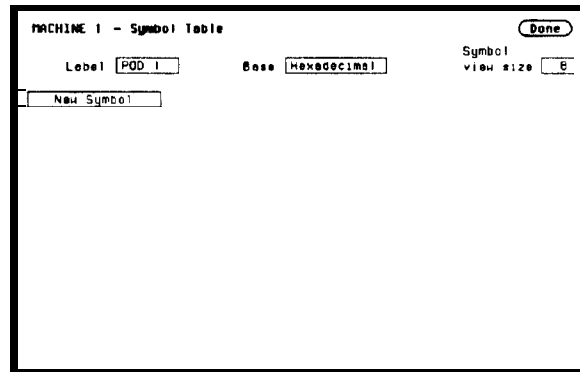 MACHINE 1 - Symbol Table
Done
Label POD 1
Base Hexadecimal
Symbol
view size 8
New Symbol